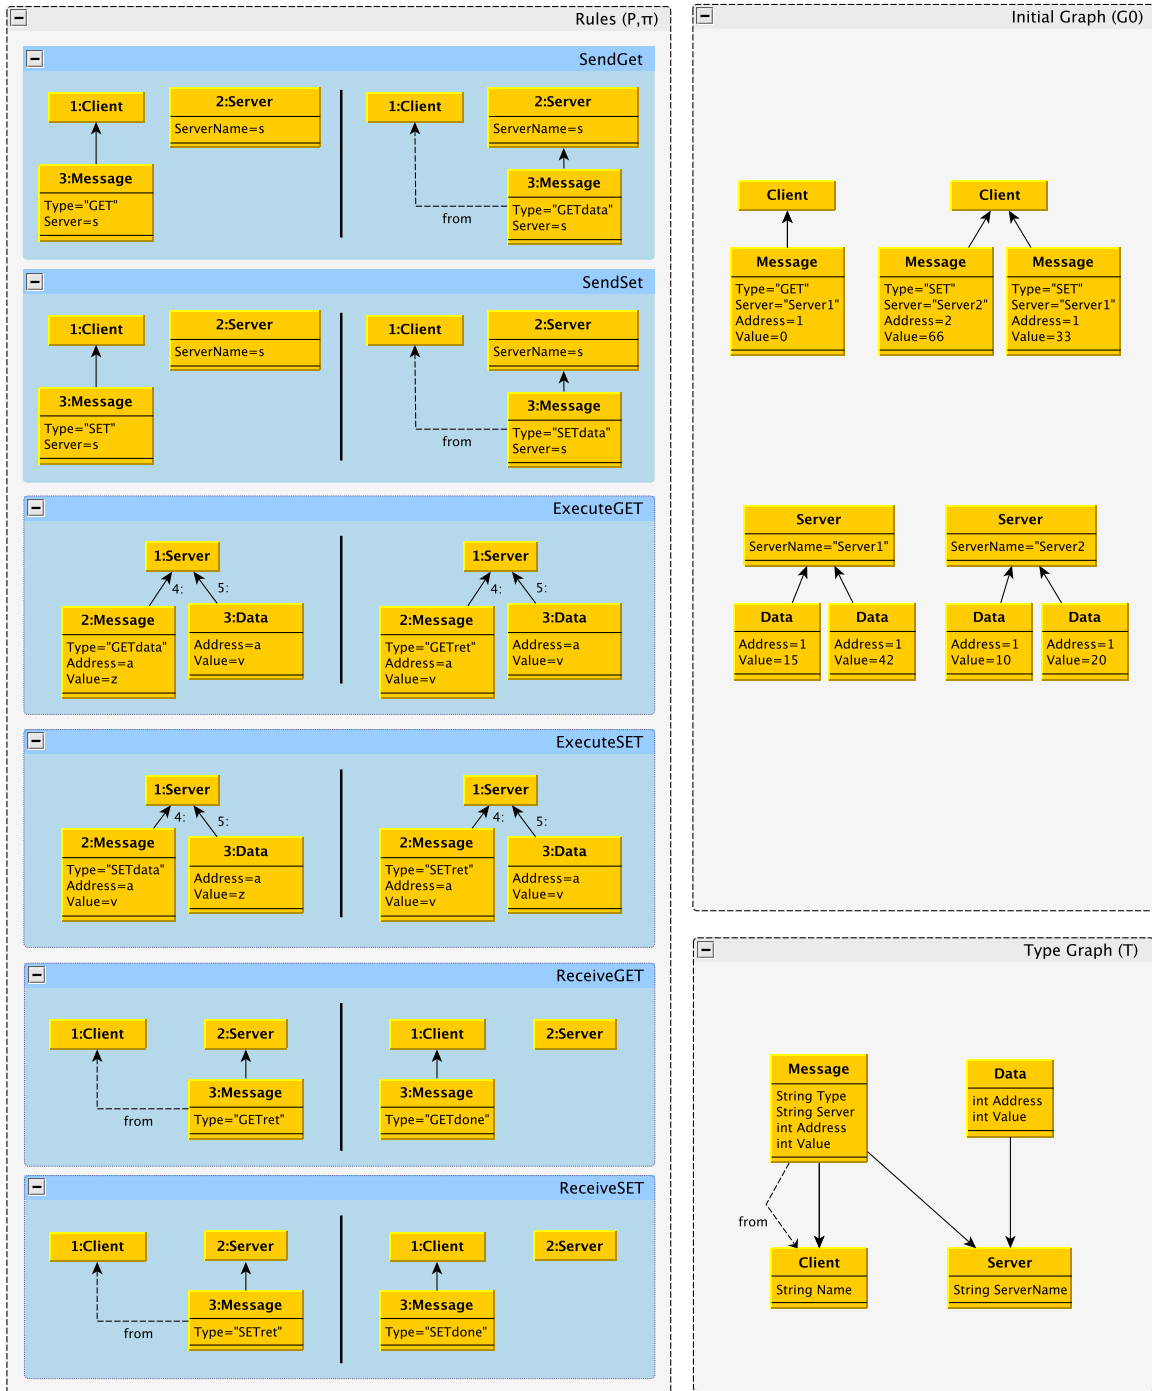 Rules (P,π)
SendGet
1:Client
2:Server
ServerName=s
3:Message
Type="GET"
Server=s
1:Client
2:Server
ServerName=s
3:Message
Type="GETdata"
Server=s
from
SendSet
1:Client
2:Server
ServerName=s
3:Message
Type="SET"
Server=s
1:Client
2:Server
ServerName=s
3:Message
Type="SETdata"
Server=s
from
ExecuteGET
1:Server
4:
5:
2:Message
Type="GETdata"
Address=a
Value=z
3:Data
Address=a
Value=v
1:Server
4:
5:
2:Message
Type="GETret"
Address=a
Value=v
3:Data
Address=a
Value=v
ExecuteSET
1:Server
4:
5:
2:Message
Type="SETdata"
Address=a
Value=v
3:Data
Address=a
Value=z
1:Server
4:
5:
2:Message
Type="SETret"
Address=a
Value=v
3:Data
Address=a
Value=v
ReceiveGET
1:Client
2:Server
3:Message
Type="GETret"
from
1:Client
2:Server
3:Message
Type="GETdone"
ReceiveSET
1:Client
2:Server
3:Message
Type="SETret"
from
1:Client
2:Server
3:Message
Type="SETdone"
Initial Graph (G0)
Client
Message
Type="GET"
Server="Server1"
Address=1
Value=0
Client
Message
Type="SET"
Server="Server2"
Address=2
Value=66
Message
Type="SET"
Server="Server1"
Address=1
Value=33
Server
ServerName="Server1"
Data
Address=1
Value=15
Data
Address=1
Value=42
Server
ServerName="Server2
Data
Address=1
Value=10
Data
Address=1
Value=20
Type Graph (T)
Message
String Type
String Server
int Address
int Value
Data
int Address
int Value
from
Client
String Name
Server
String ServerName